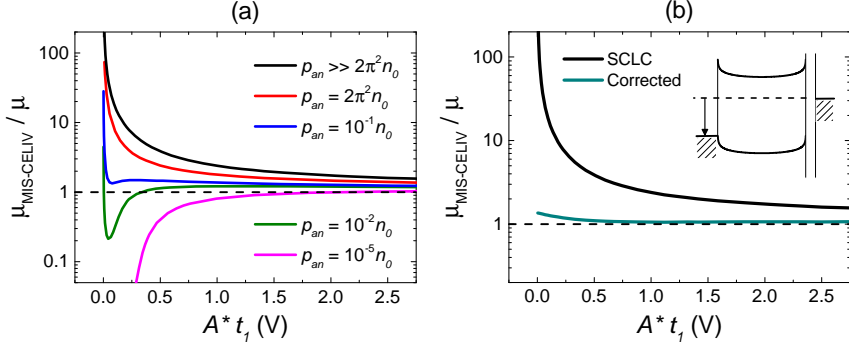 (a)
100
10
1
0.1
μMIS-CELIV / μ
pan >> 2π²n0
pan = 2π²n0
pan = 10⁻¹n0
pan = 10⁻²n0
pan = 10⁻⁵n0
0.0 0.5 1.0 1.5 2.0 2.5
A* t1 (V)
(b)
100
10
1
μMIS-CELIV / μ
SCLC
Corrected
0.0 0.5 1.0 1.5 2.0 2.5
A* t1 (V)